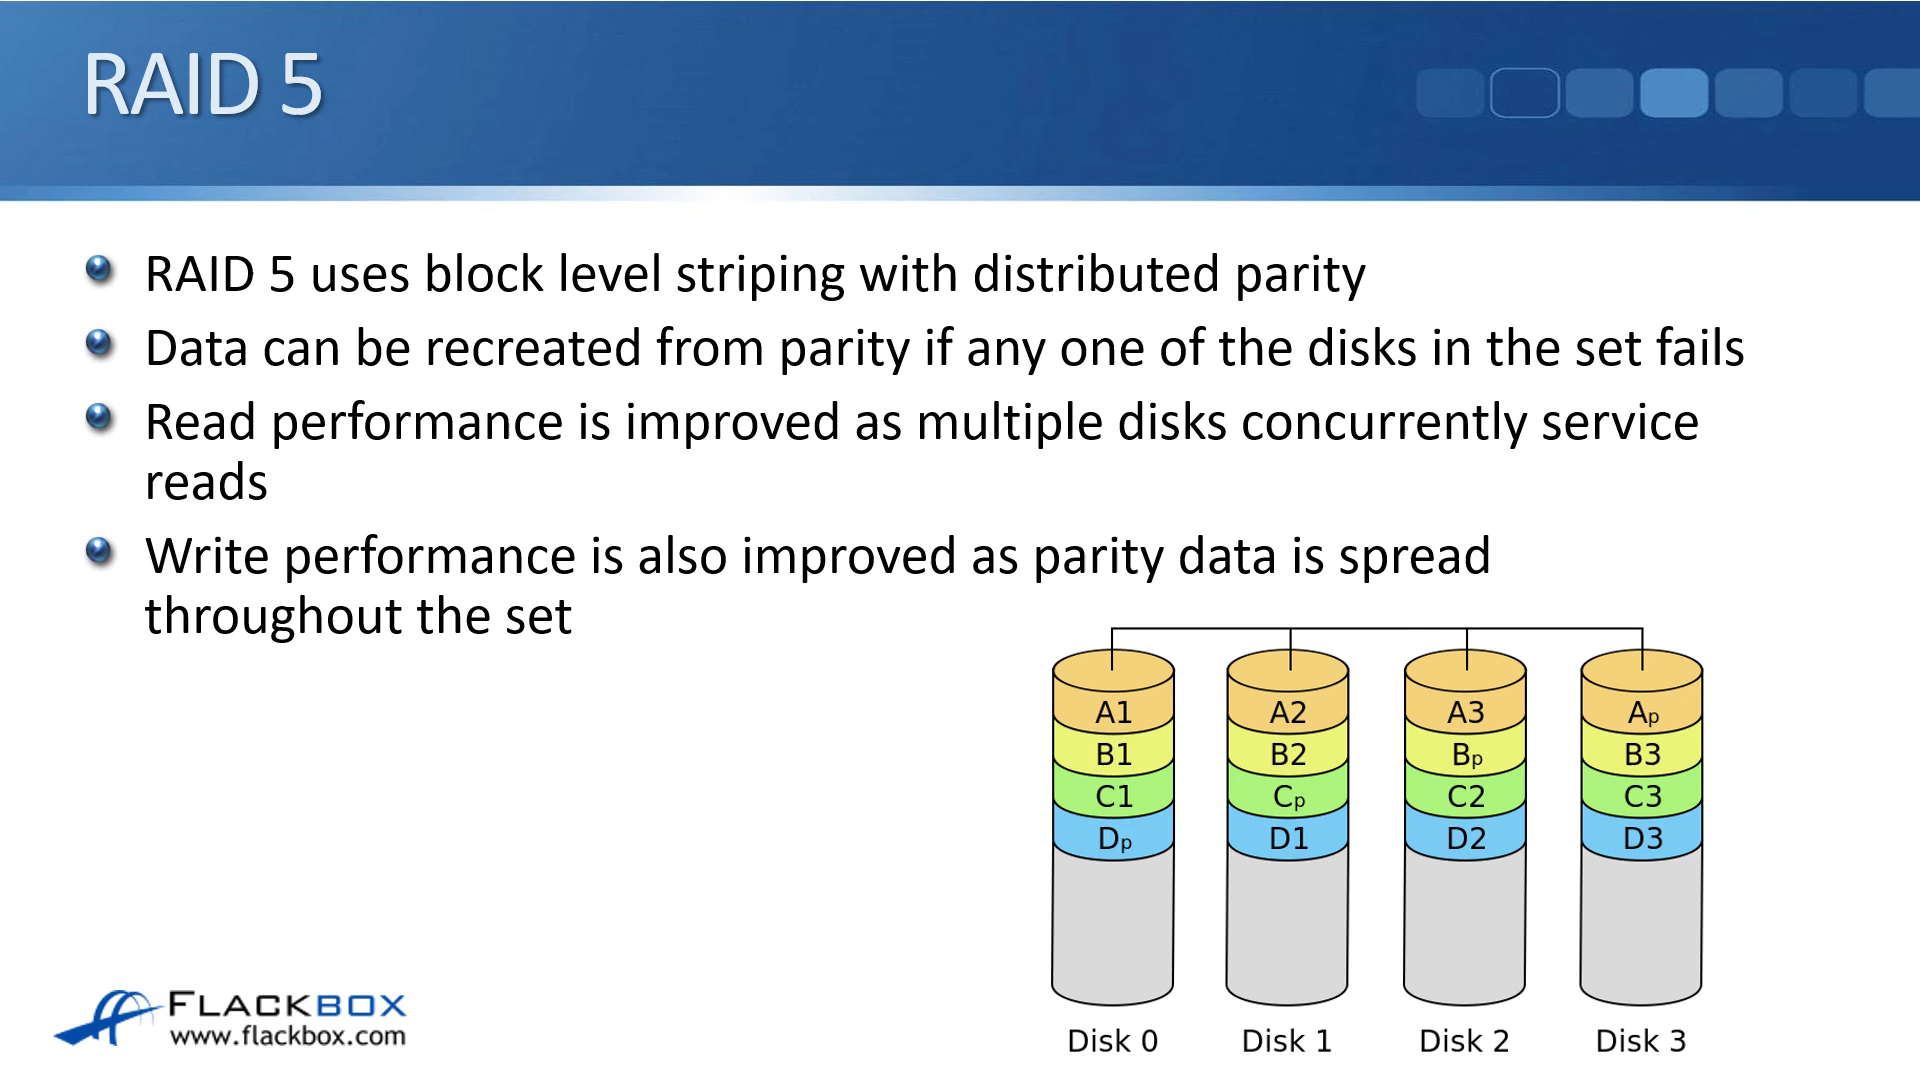 RAID 5
RAID 5 uses block level striping with distributed parity
Data can be recreated from parity if any one of the disks in the set fails
Read performance is improved as multiple disks concurrently service
reads
Write performance is also improved as parity data is spread
throughout the set
A1 A2 A3 Ap
B1 B2 Bp B3
C1 Cp C2 C3
Dp D1 D2 D3
Disk 0 Disk 1 Disk 2 Disk 3
FLACKBOX
www.flackbox.com